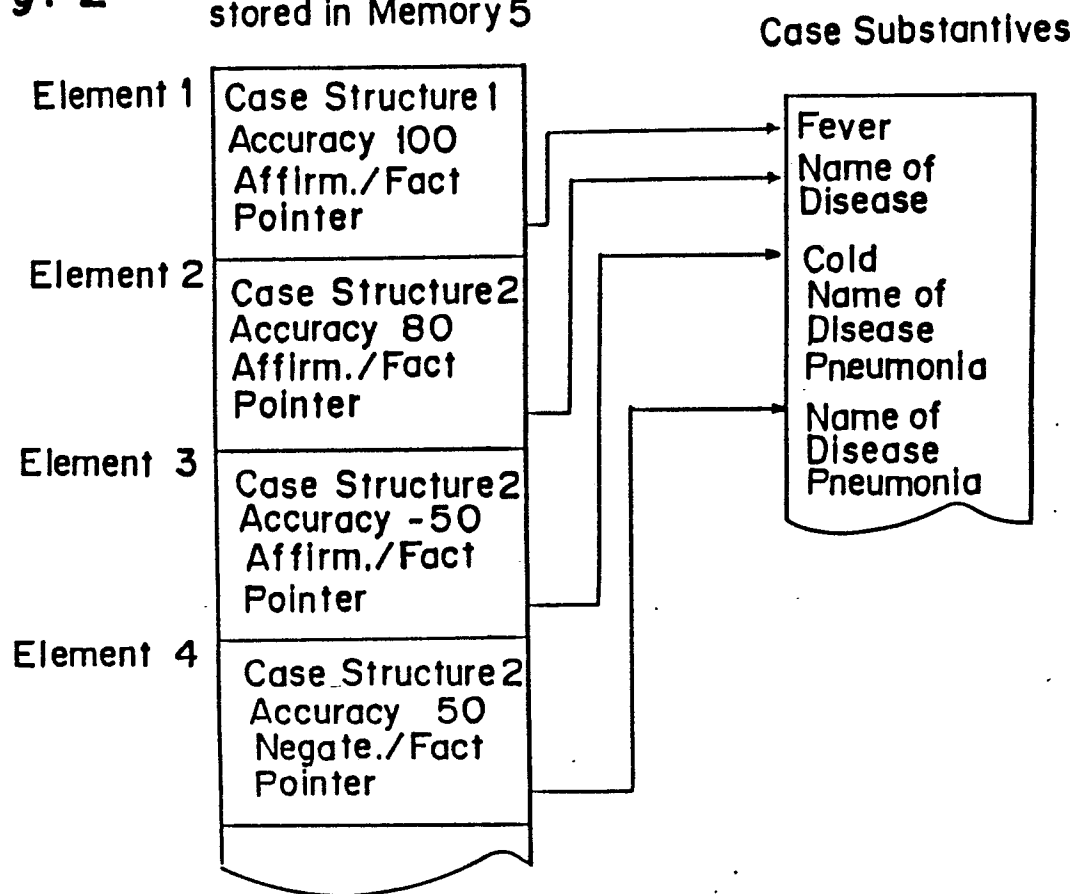 g. 2
stored in Memory 5
Case Substantives
Element 1
Case Structure 1
Accuracy 100
Affirm./Fact
Pointer
Element 2
Case Structure 2
Accuracy 80
Affirm./Fact
Pointer
Element 3
Case Structure 2
Accuracy -50
Affirm./Fact
Pointer
Element 4
Case Structure 2
Accuracy 50
Negate./Fact
Pointer
Fever
Name of
Disease
Cold
Name of
Disease
Pneumonia
Name of
Disease
Pneumonia